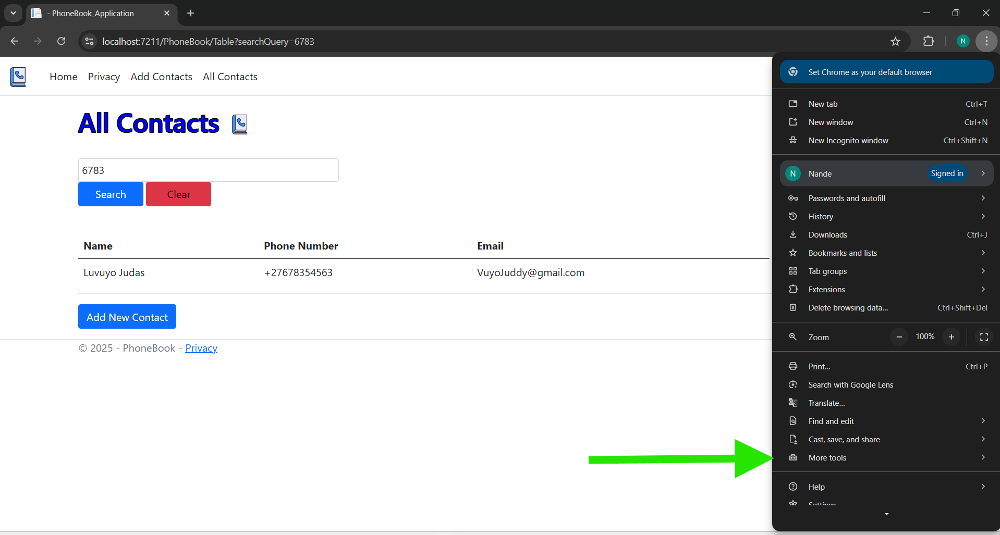 - PhoneBook_Application
localhost:7211/PhoneBook/Table?searchQuery=6783
N
Home Privacy Add Contacts All Contacts
All Contacts
6783
Search Clear
Name Phone Number Email
Luvuyo Judas +27678354563 VuyoJuddy@gmail.com
Add New Contact
© 2025 - PhoneBook - Privacy
Set Chrome as your default browser
New tab Ctrl+T
New window Ctrl+N
New Incognito window Ctrl+Shift+N
N Nande Signed in
Passwords and autofill
History
Downloads Ctrl+J
Bookmarks and lists
Tab groups
Extensions
Delete browsing data... Ctrl+Shift+Del
Zoom − 100% +
Print... Ctrl+P
Search with Google Lens
Translate...
Find and edit
Cast, save, and share
More tools
Help
Settings